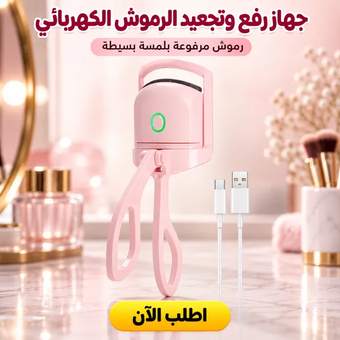 جهاز رفع وتجعيد الرموش الكهربائي
رموش مرفوعة بلمسة بسيطة
اطلب الآن